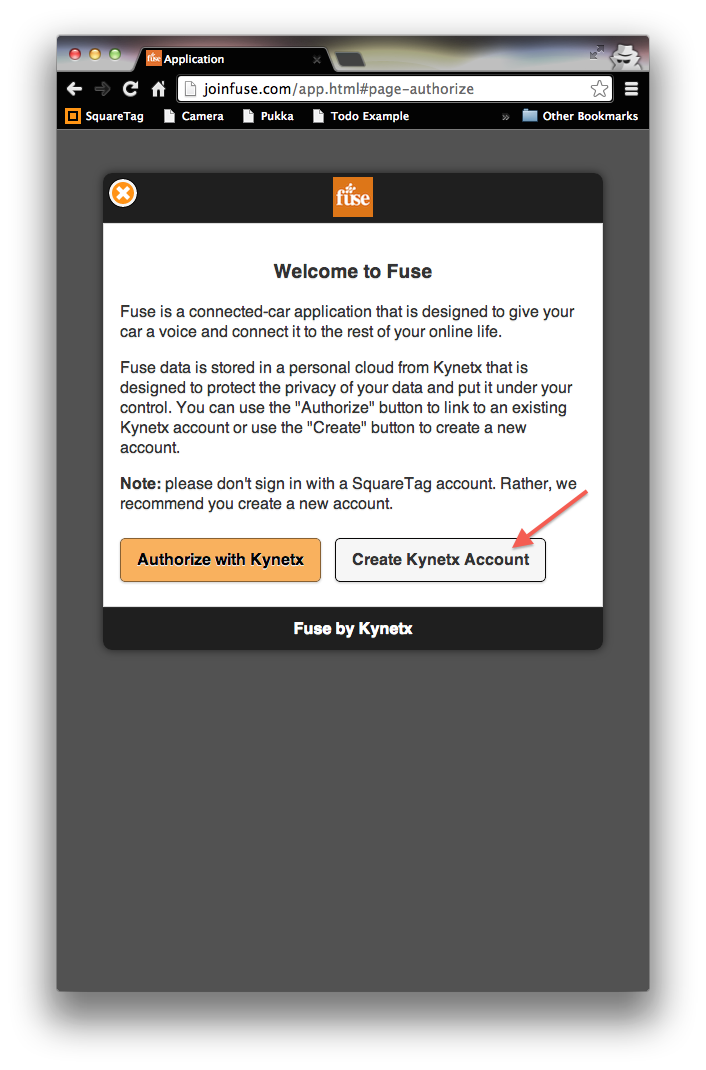 fuse Application
joinfuse.com/app.html#page-authorize
SquareTag Camera Pukka Todo Example » Other Bookmarks
fuse
Welcome to Fuse
Fuse is a connected-car application that is designed to give your
car a voice and connect it to the rest of your online life.
Fuse data is stored in a personal cloud from Kynetx that is
designed to protect the privacy of your data and put it under your
control. You can use the "Authorize" button to link to an existing
Kynetx account or use the "Create" button to create a new
account.
Note: please don't sign in with a SquareTag account. Rather, we
recommend you create a new account.
Authorize with Kynetx Create Kynetx Account
Fuse by Kynetx